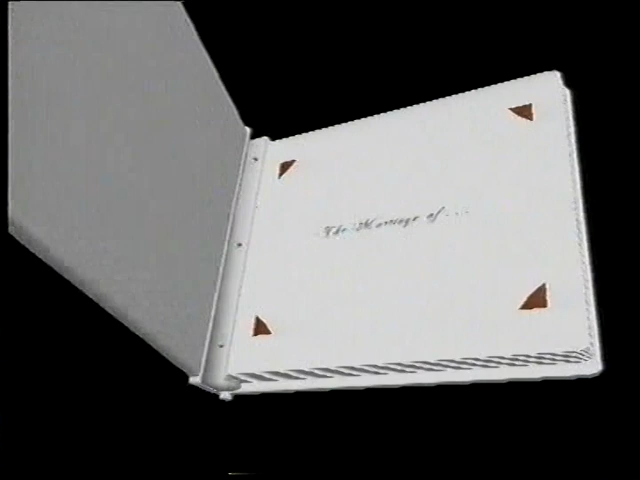 The Marriage of . . .